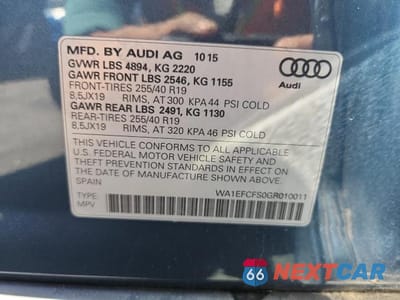 MFD. BY AUDI AG 10 15
GVWR LBS 4894, KG 2220
GAWR FRONT LBS 2546, KG 1155
FRONT-TIRES 255/40 R19
8,5JX19 RIMS, AT 300 KPA 44 PSI COLD
GAWR REAR LBS 2491, KG 1130
REAR-TIRES 255/40 R19
8,5JX19 RIMS, AT 320 KPA 46 PSI COLD
Audi
THIS VEHICLE CONFORMS TO ALL APPLICABLE
U.S. FEDERAL MOTOR VEHICLE SAFETY
STANDARDS IN EFFECT ON THE DATE OF
MANUFACTURE SHOWN ABOVE.
SPAIN
WA1EFCFS0GR010011
TYPE:
MPV
66 NEXTCAR